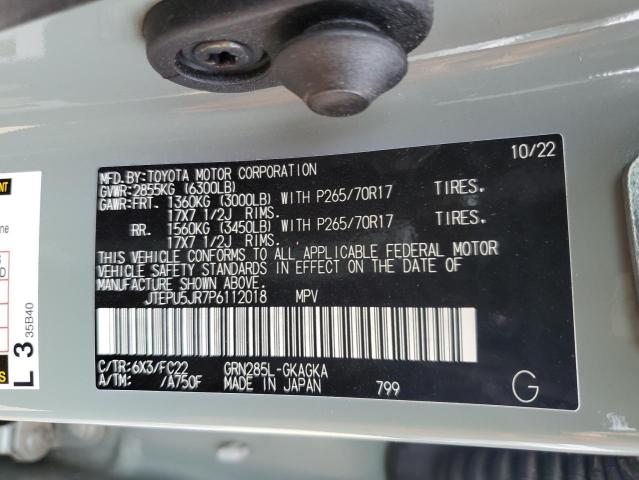 MFD.BY:TOYOTA MOTOR CORPORATION 10/22
GVWR:2855KG (6300LB)
GAWR:FRT. 1360KG (3000LB) WITH P265/70R17 TIRES.
17X7 1/2J RIMS.
RR. 1560KG (3450LB) WITH P265/70R17 TIRES.
17X7 1/2J RIMS.
THIS VEHICLE CONFORMS TO ALL APPLICABLE FEDERAL MOTOR
VEHICLE SAFETY STANDARDS IN EFFECT ON THE DATE OF
MANUFACTURE SHOWN ABOVE.
JTEPU5JR7P6112018 MPV
C/TR:6X3/FC22 GRN285L-GKAGKA
A/TM: /A750F MADE IN JAPAN 799 G
L 3 35B40